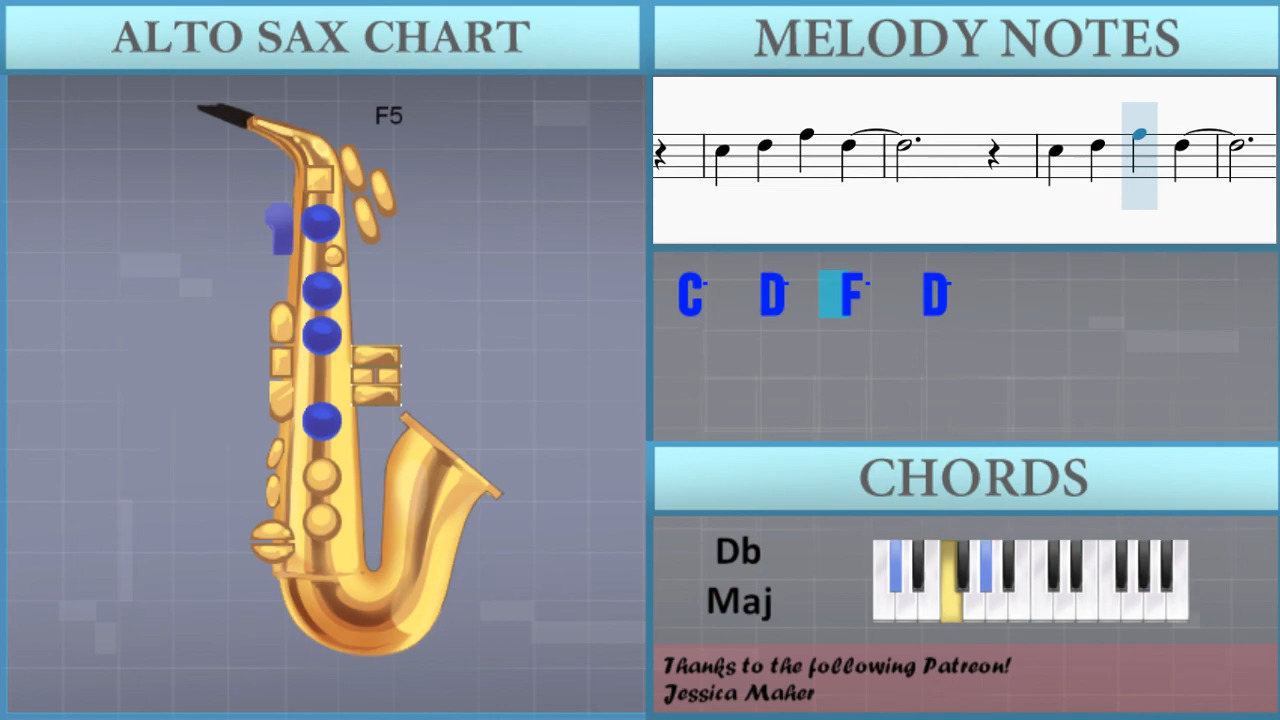 ALTO SAX CHART
F5
MELODY NOTES
C D F D
CHORDS
Db
Maj
Thanks to the following Patreon!
Jessica Maher